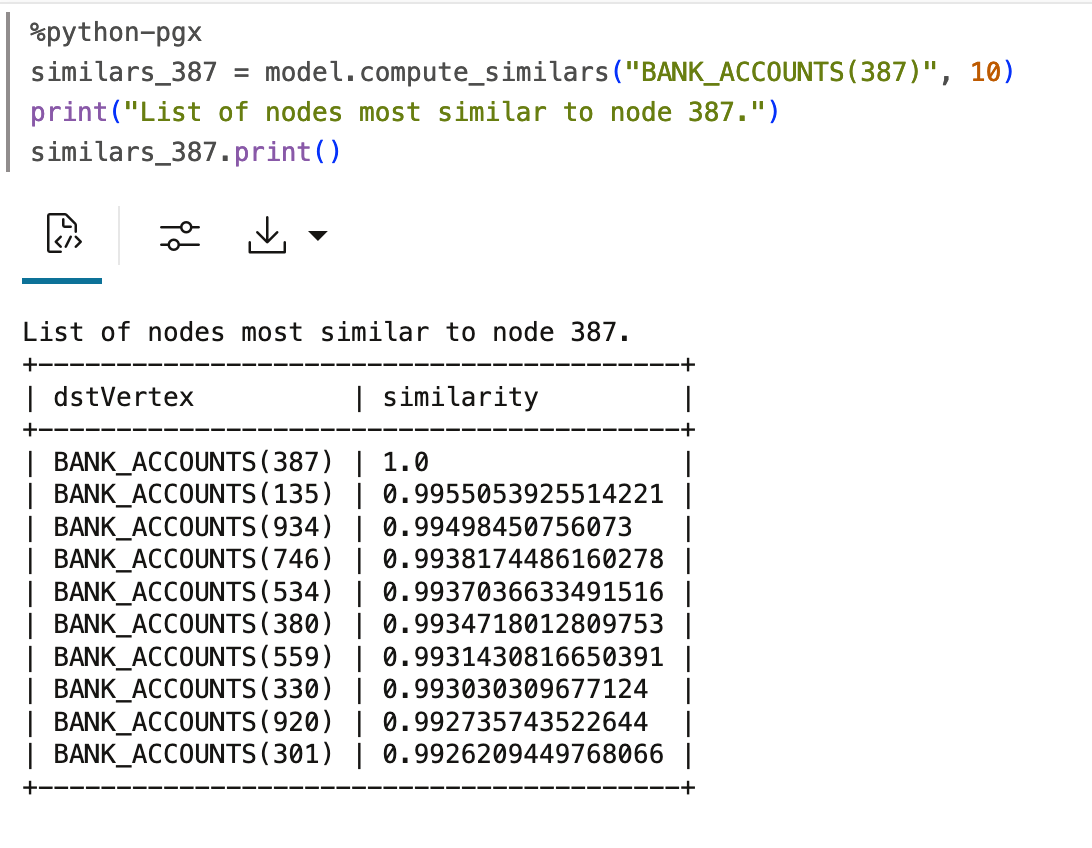 %python-pgx
similars_387 = model.compute_similars("BANK_ACCOUNTS(387)", 10)
print("List of nodes most similar to node 387.")
similars_387.print()
List of nodes most similar to node 387.
+-----------------------------------------+
| dstVertex          | similarity         |
+-----------------------------------------+
| BANK_ACCOUNTS(387) | 1.0                |
| BANK_ACCOUNTS(135) | 0.9955053925514221 |
| BANK_ACCOUNTS(934) | 0.99498450756073   |
| BANK_ACCOUNTS(746) | 0.9938174486160278 |
| BANK_ACCOUNTS(534) | 0.9937036633491516 |
| BANK_ACCOUNTS(380) | 0.9934718012809753 |
| BANK_ACCOUNTS(559) | 0.9931430816650391 |
| BANK_ACCOUNTS(330) | 0.993030309677124  |
| BANK_ACCOUNTS(920) | 0.992735743522644  |
| BANK_ACCOUNTS(301) | 0.9926209449768066 |
+-----------------------------------------+